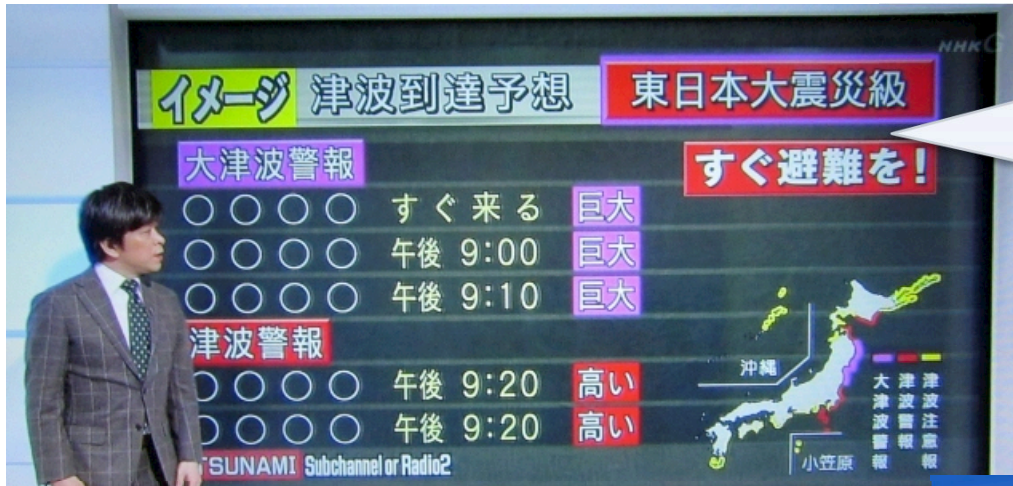 NHK G
イメージ 津波到達予想 東日本大震災級
すぐ避難を!
大津波警報
○○○○ すぐ来る 巨大
○○○○ 午後 9:00 巨大
○○○○ 午後 9:10 巨大
津波警報
○○○○ 午後 9:20 高い
○○○○ 午後 9:20 高い
TSUNAMI Subchannel or Radio2
沖縄
小笠原
大津波警報
津波警報
津波注意報